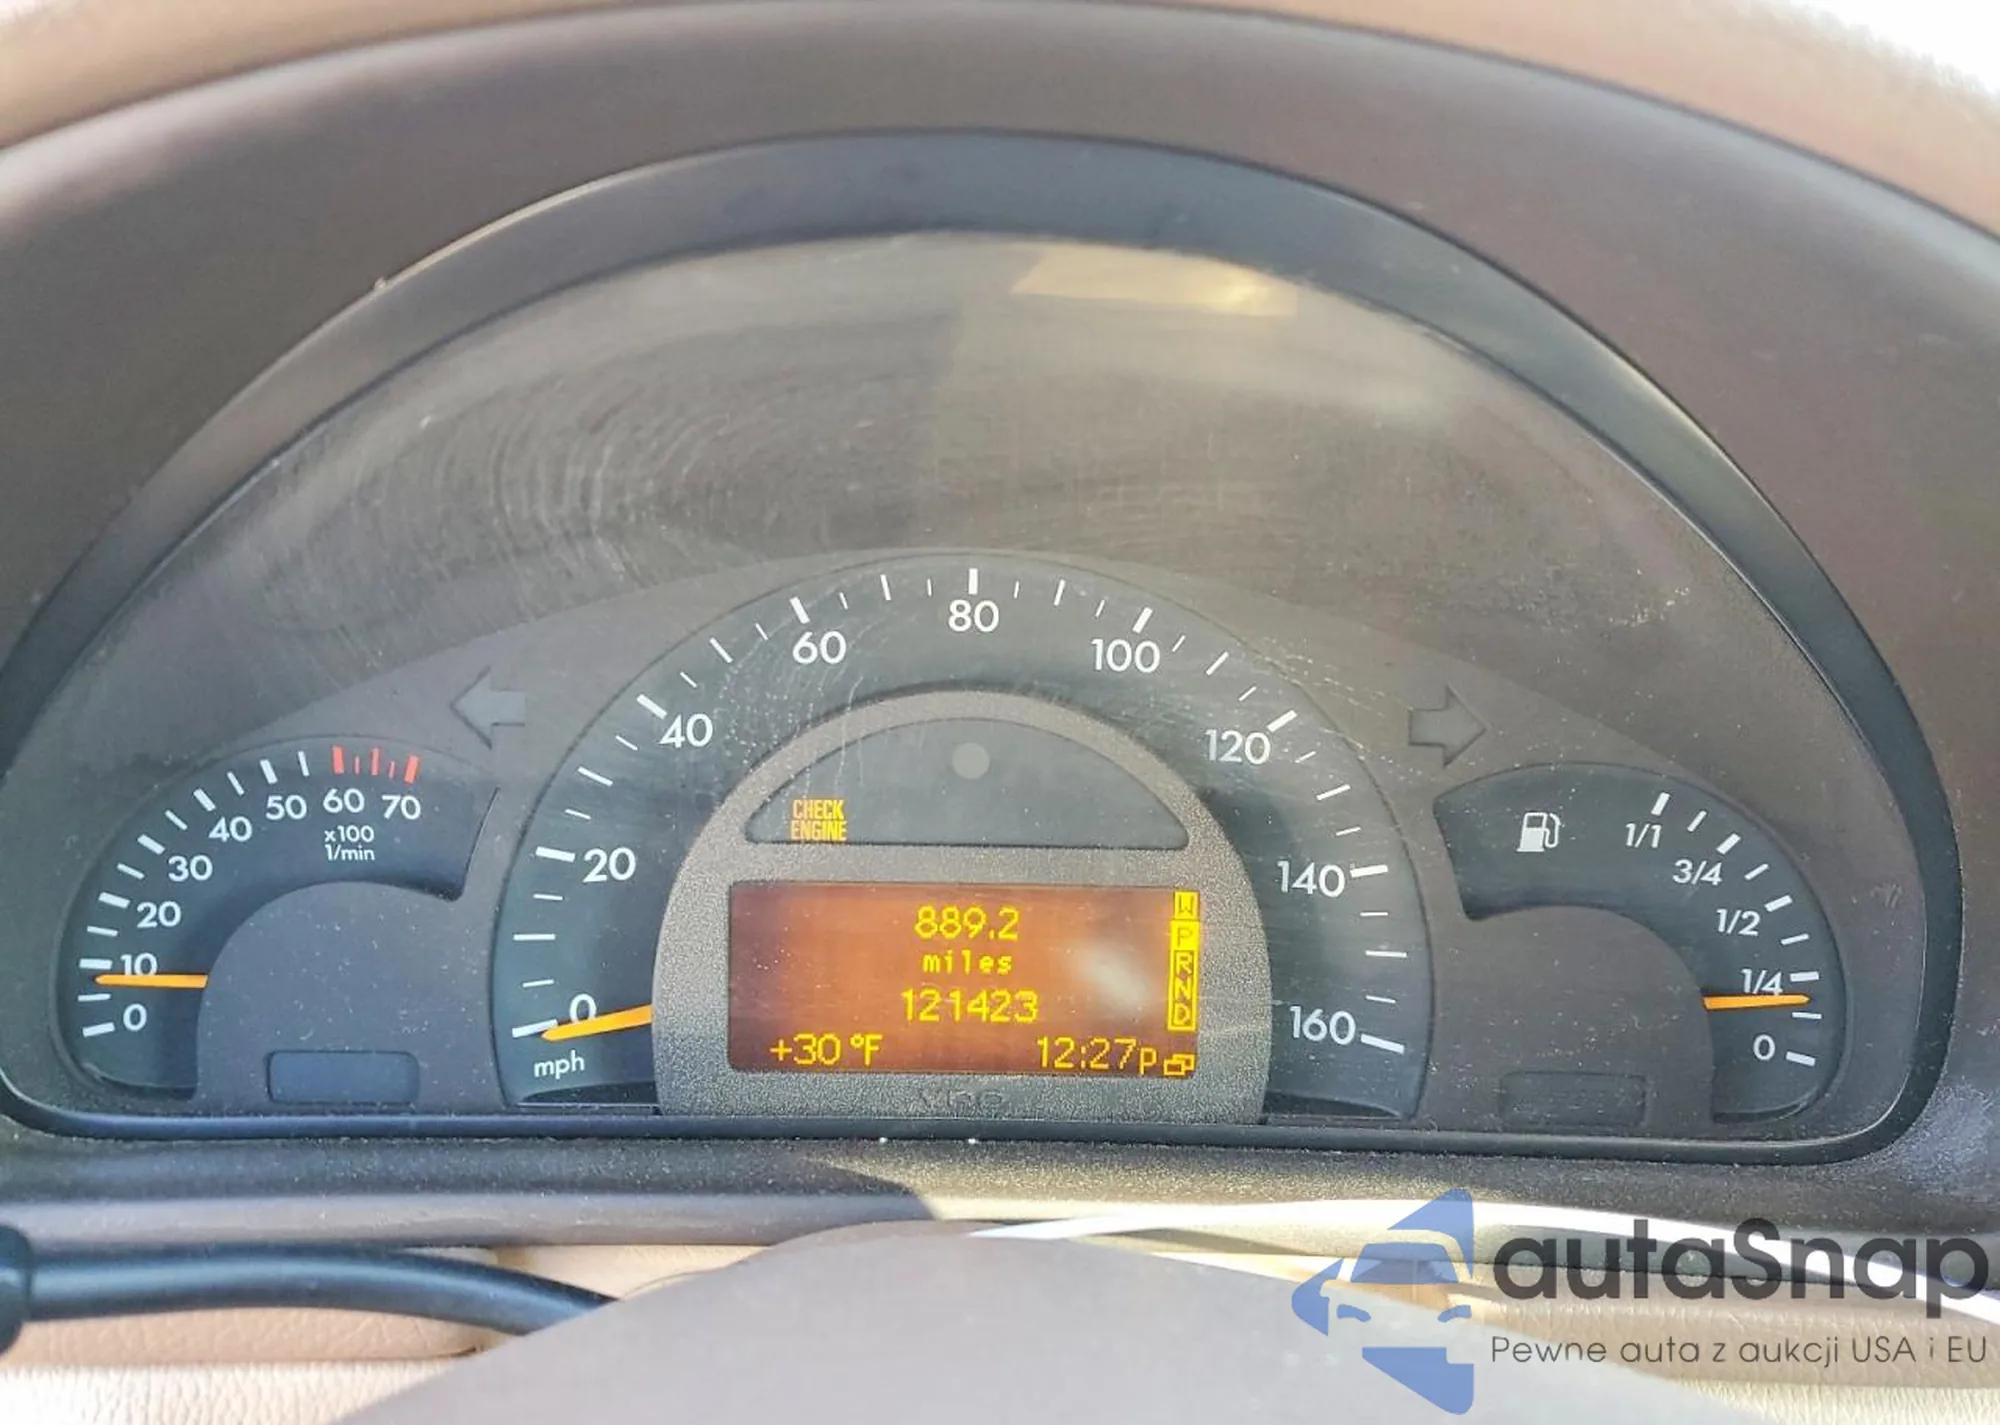 80
60
100
40
120
50 60 70
40
x100
1/min
30
20
10
0
20
0
mph
140
160
1/1
3/4
1/2
1/4
0
CHECK
ENGINE
889.2
miles
121423
+30°F 12:27P
W
P
R
N
D
VDO
autaSnap
Pewne auta z aukcji USA i EU